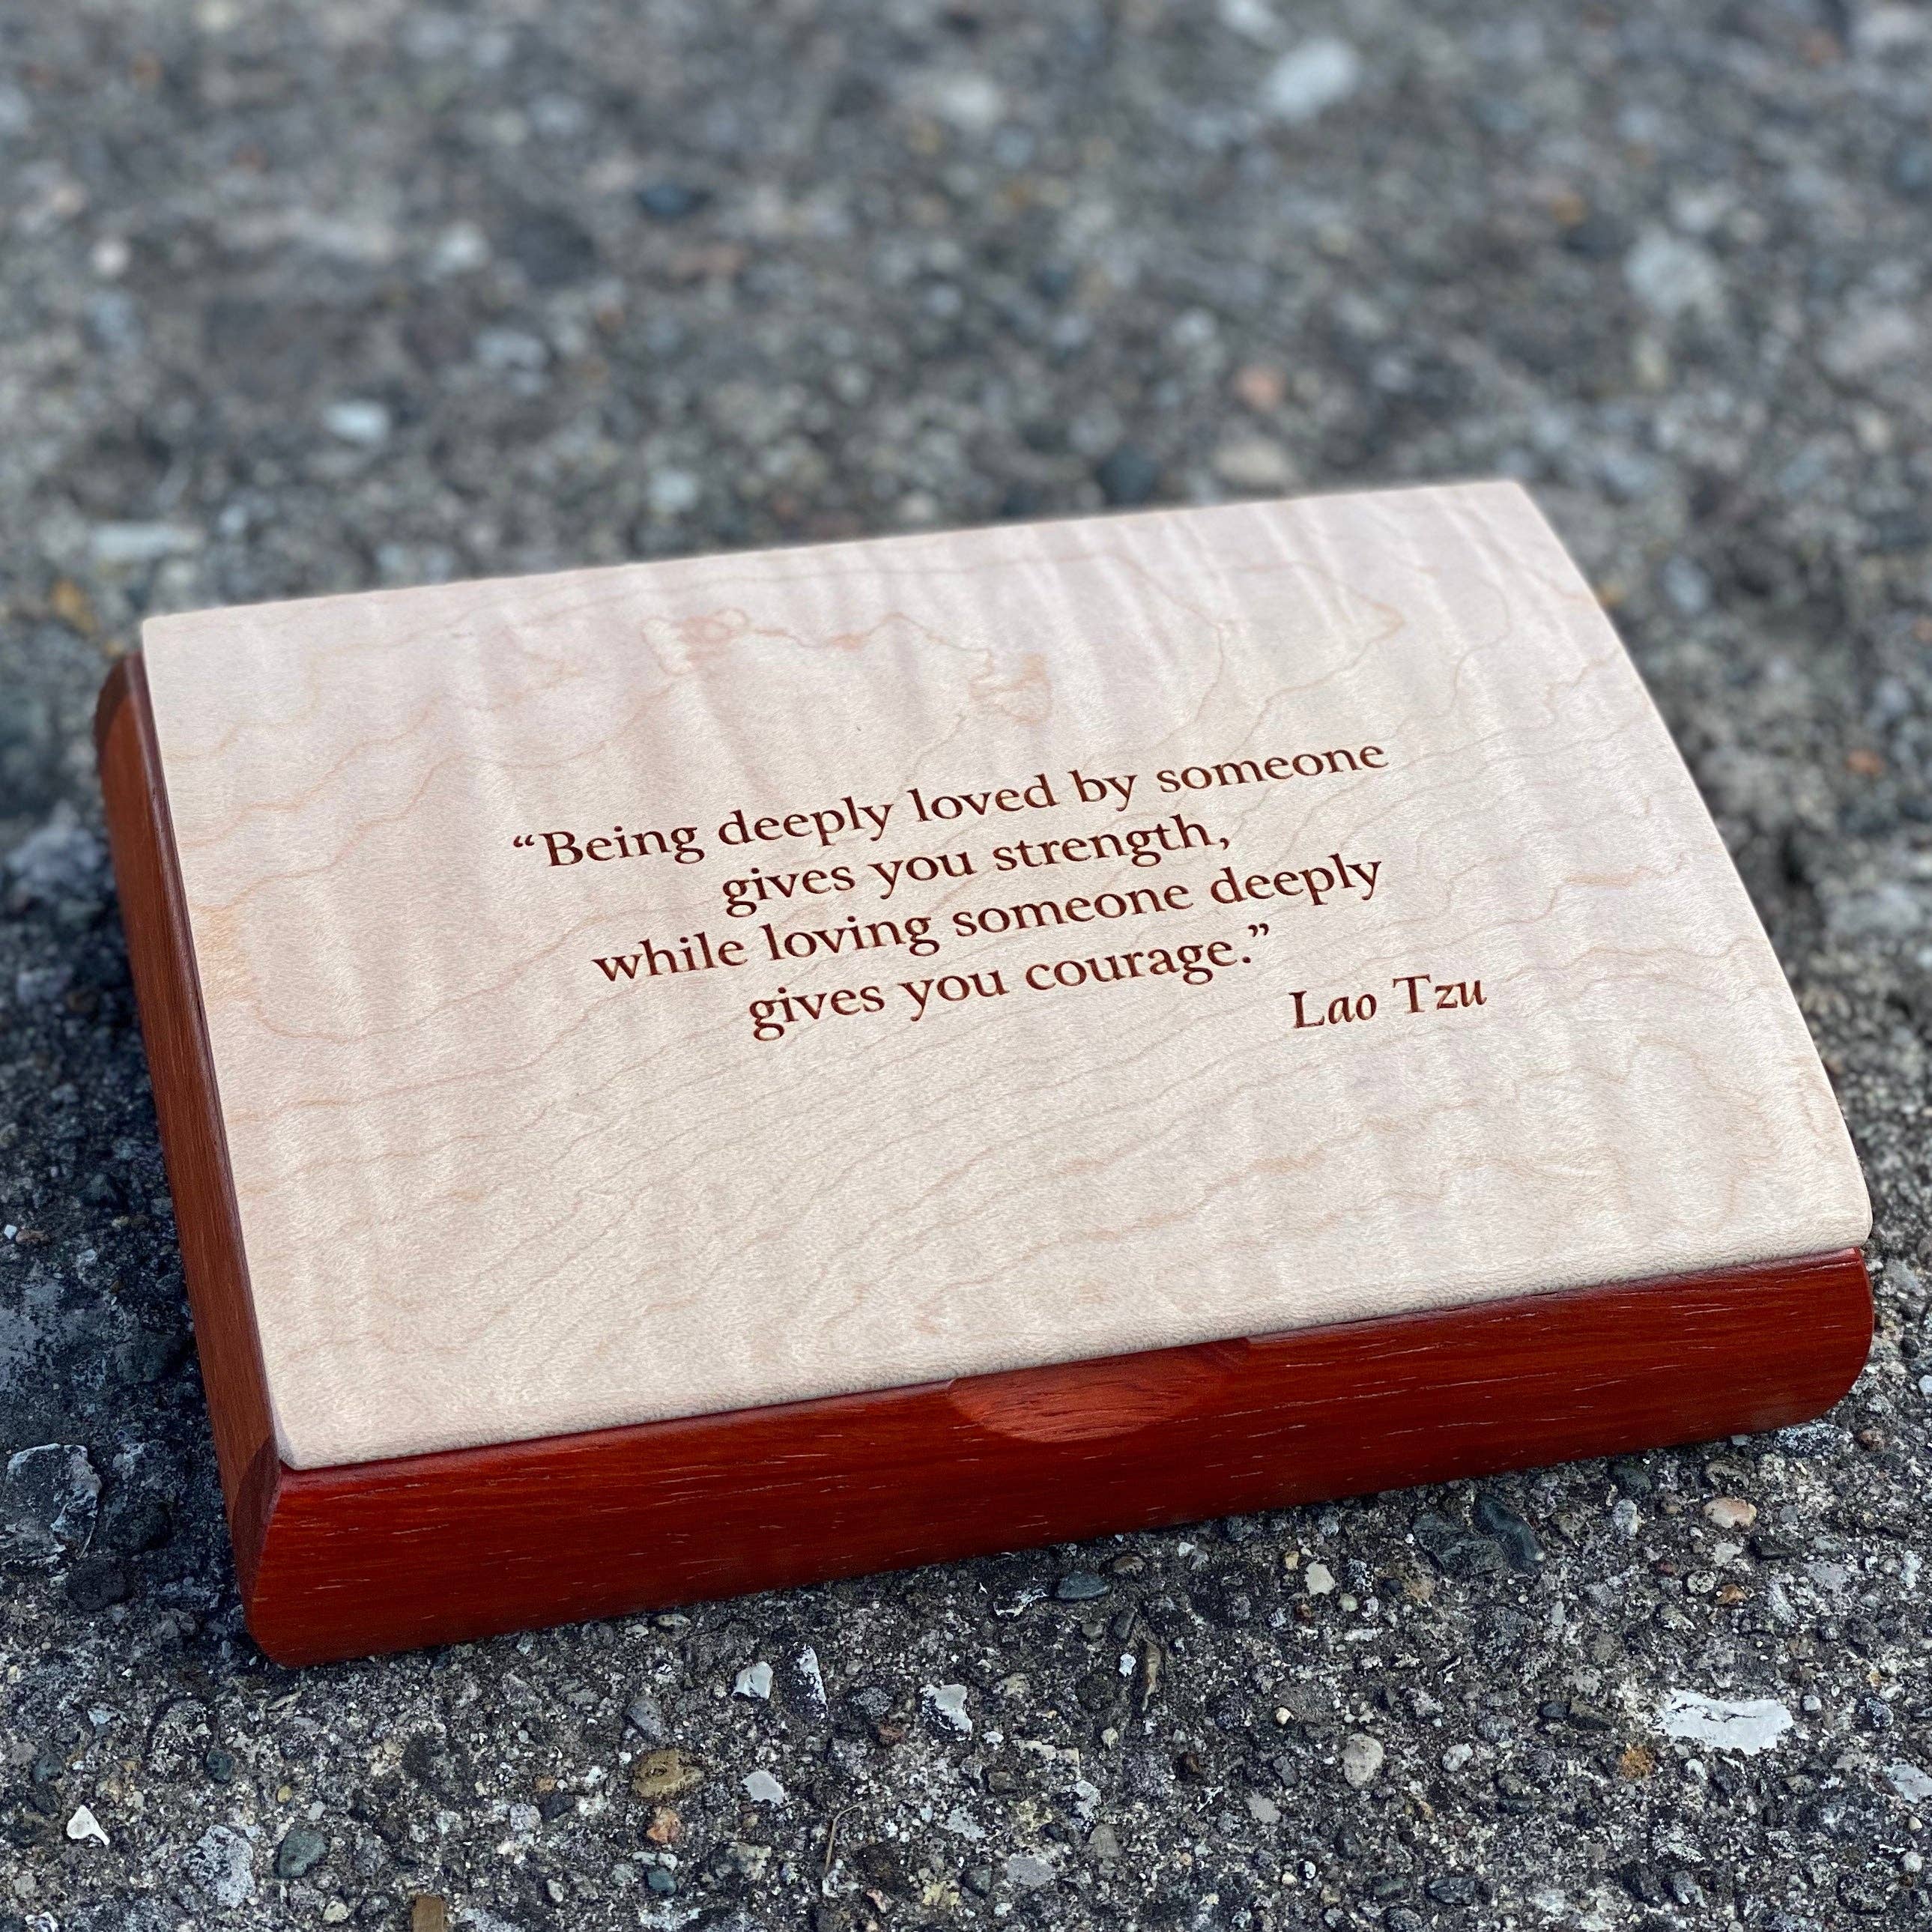 “Being deeply loved by someone
gives you strength,
while loving someone deeply
gives you courage.”
Lao Tzu